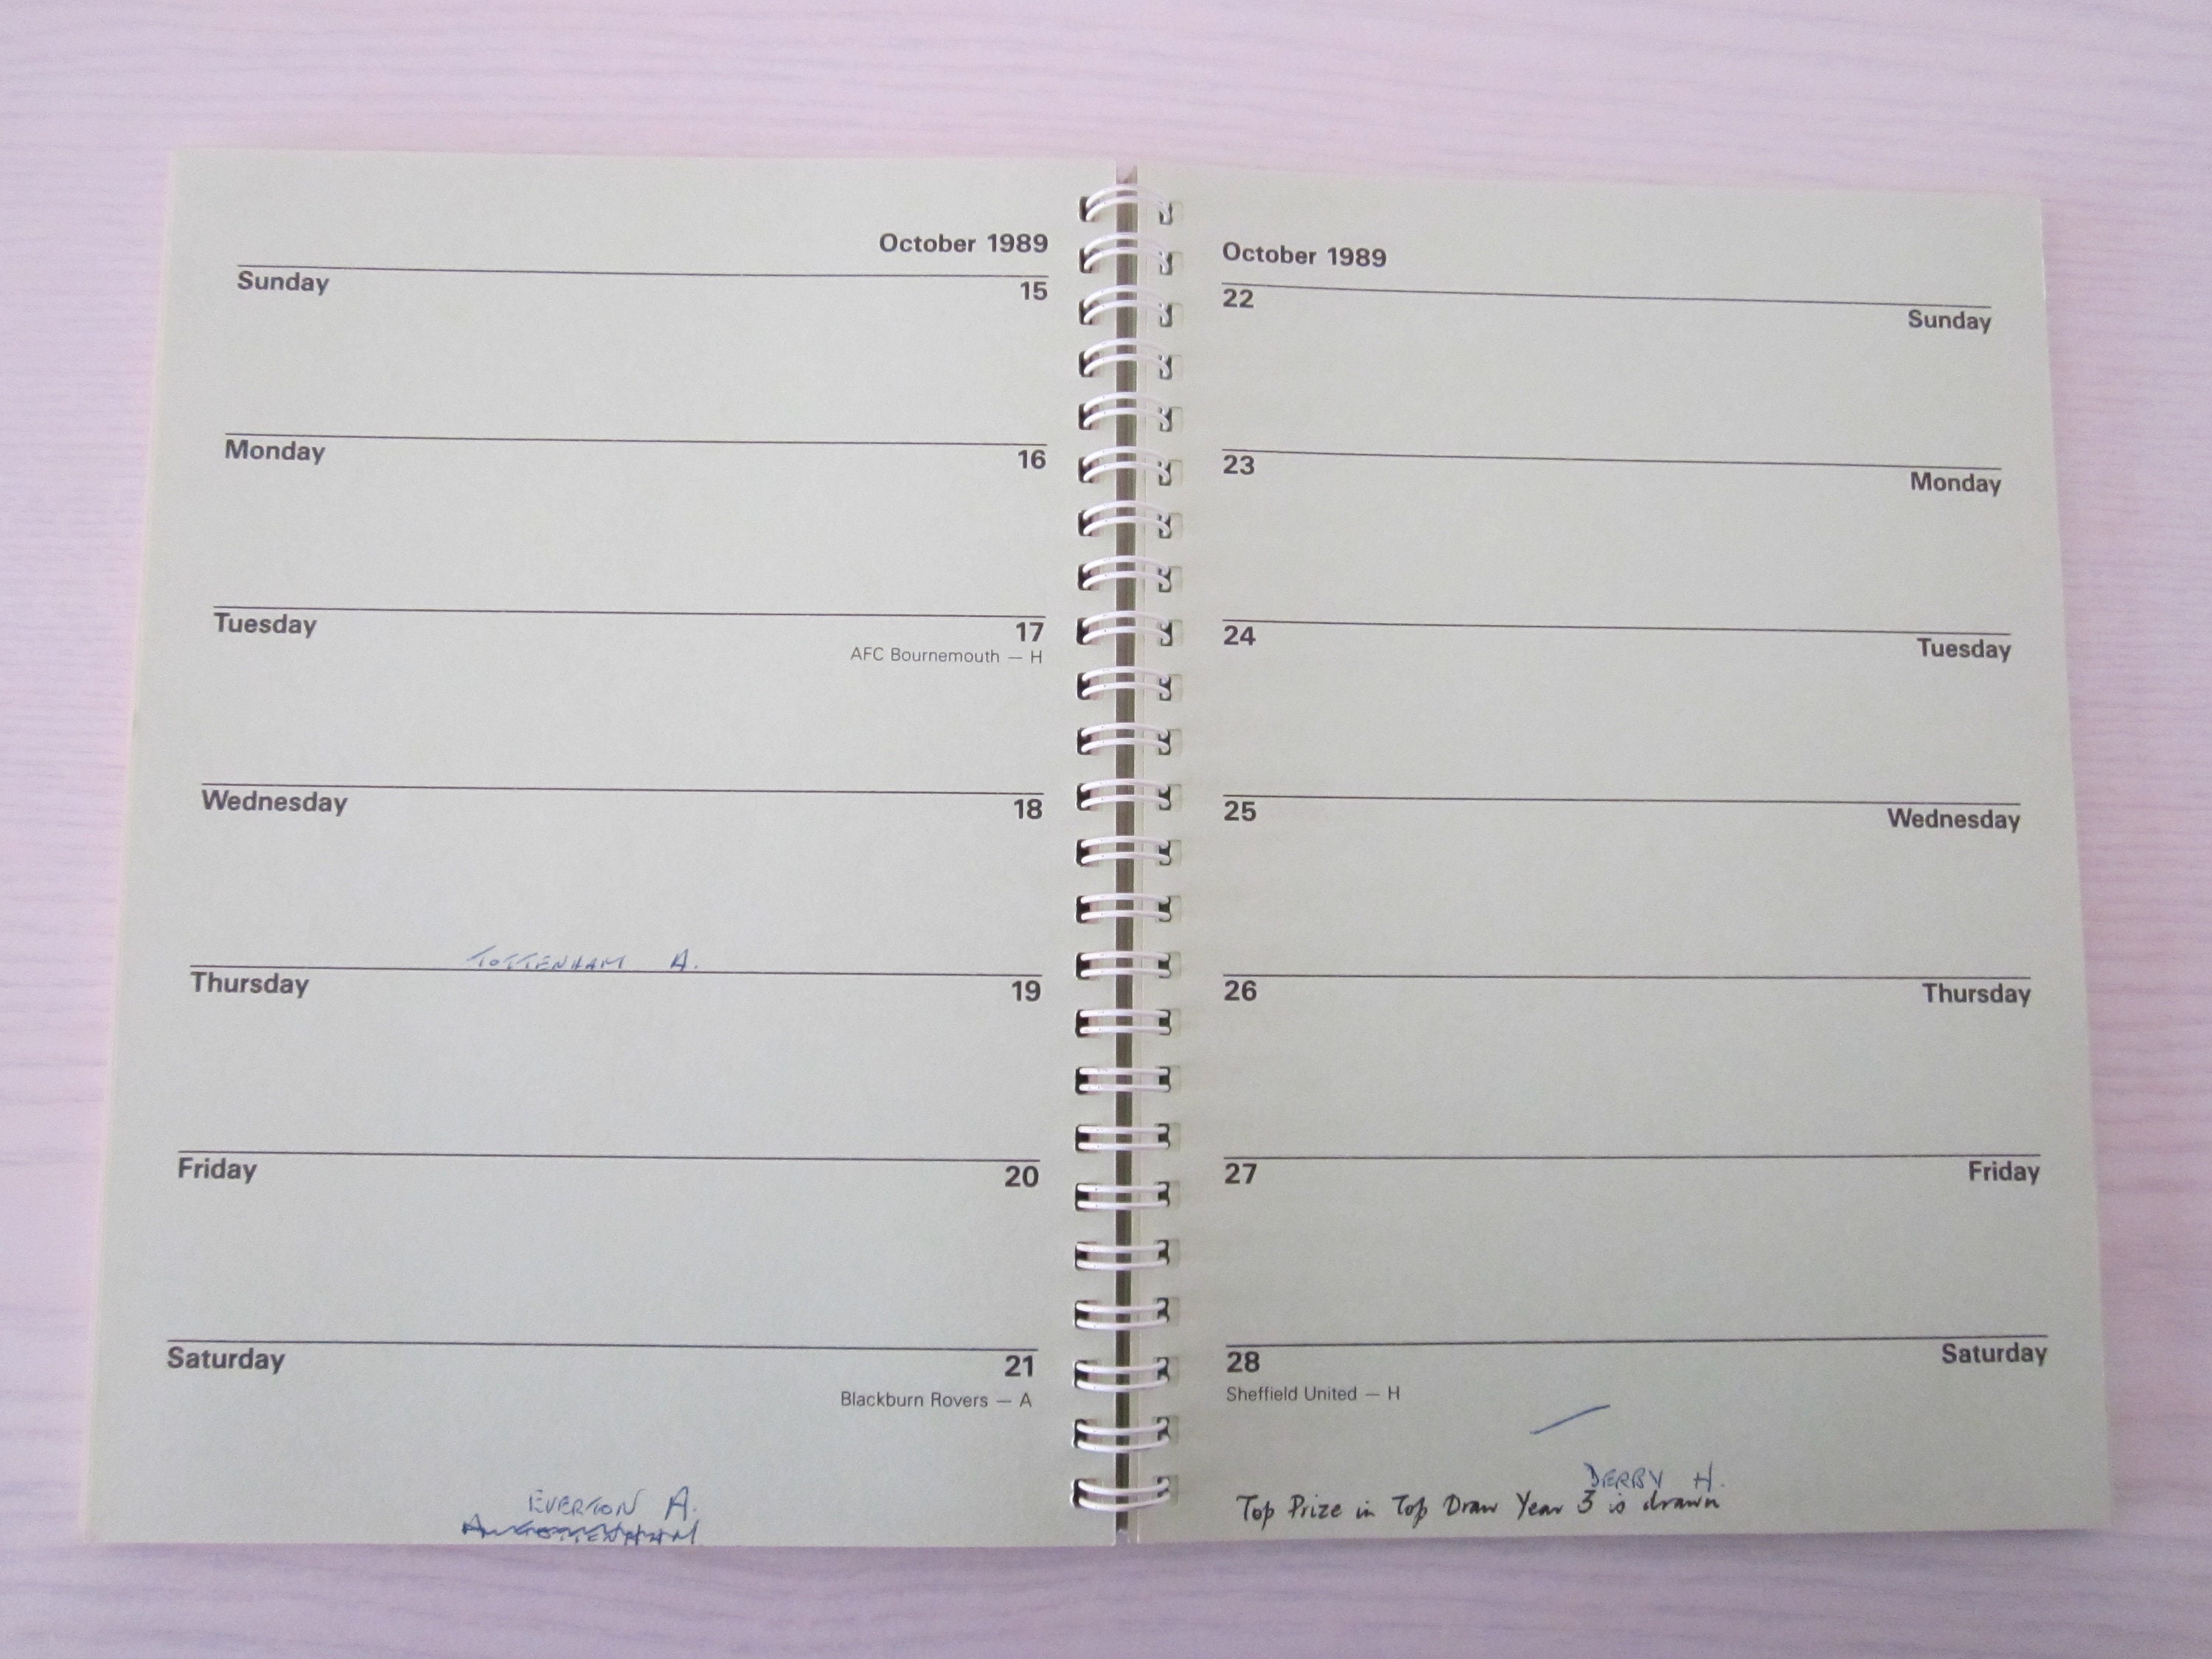 October 1989
Sunday 15
Monday 16
Tuesday 17
AFC Bournemouth — H
Wednesday 18
TOTTENHAM A.
Thursday 19
Friday 20
Saturday 21
Blackburn Rovers — A
EVERTON A.
TOTTENHAM
October 1989
22 Sunday
23 Monday
24 Tuesday
25 Wednesday
26 Thursday
27 Friday
28 Saturday
Sheffield United — H
DERBY H.
Top Prize in Top Draw Year 3 is drawn